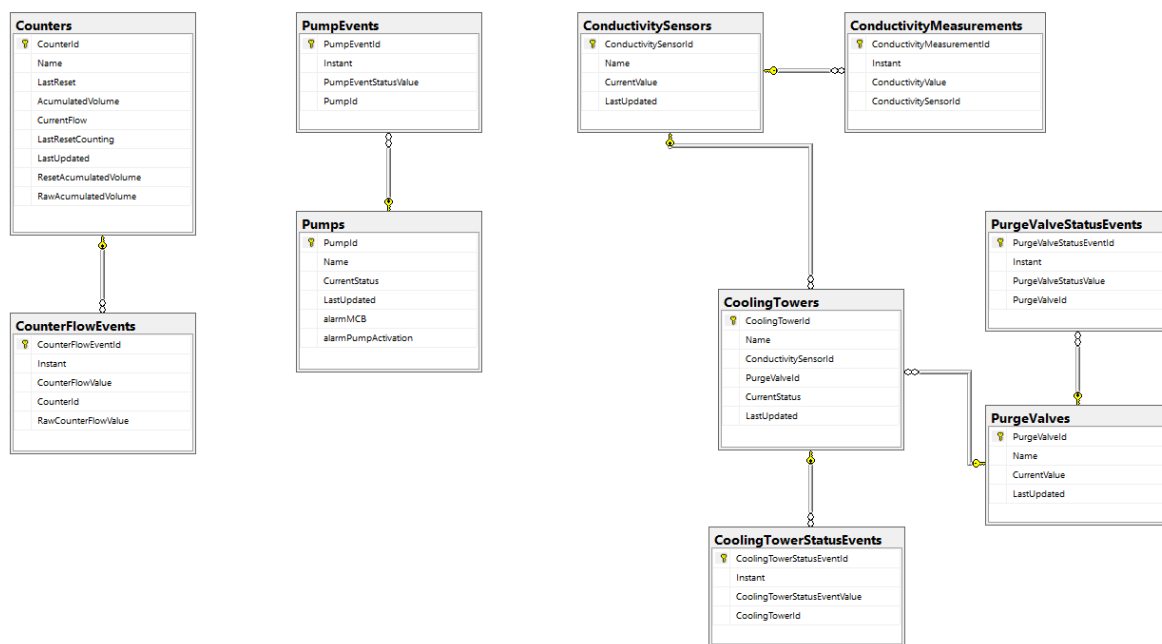 Counters
CounterId
Name
LastReset
AcumulatedVolume
CurrentFlow
LastResetCounting
LastUpdated
ResetAcumulatedVolume
RawAcumulatedVolume
CounterFlowEvents
CounterFlowEventId
Instant
CounterFlowValue
CounterId
RawCounterFlowValue
PumpEvents
PumpEventId
Instant
PumpEventStatusValue
PumpId
Pumps
PumpId
Name
CurrentStatus
LastUpdated
alarmMCB
alarmPumpActivation
ConductivitySensors
ConductivitySensorId
Name
CurrentValue
LastUpdated
ConductivityMeasurements
ConductivityMeasurementId
Instant
ConductivityValue
ConductivitySensorId
CoolingTowers
CoolingTowerId
Name
ConductivitySensorId
PurgeValveId
CurrentStatus
LastUpdated
PurgeValveStatusEvents
PurgeValveStatusEventId
Instant
PurgeValveStatusValue
PurgeValveId
PurgeValves
PurgeValveId
Name
CurrentValue
LastUpdated
CoolingTowerStatusEvents
CoolingTowerStatusEventId
Instant
CoolingTowerStatusEventValue
CoolingTowerId